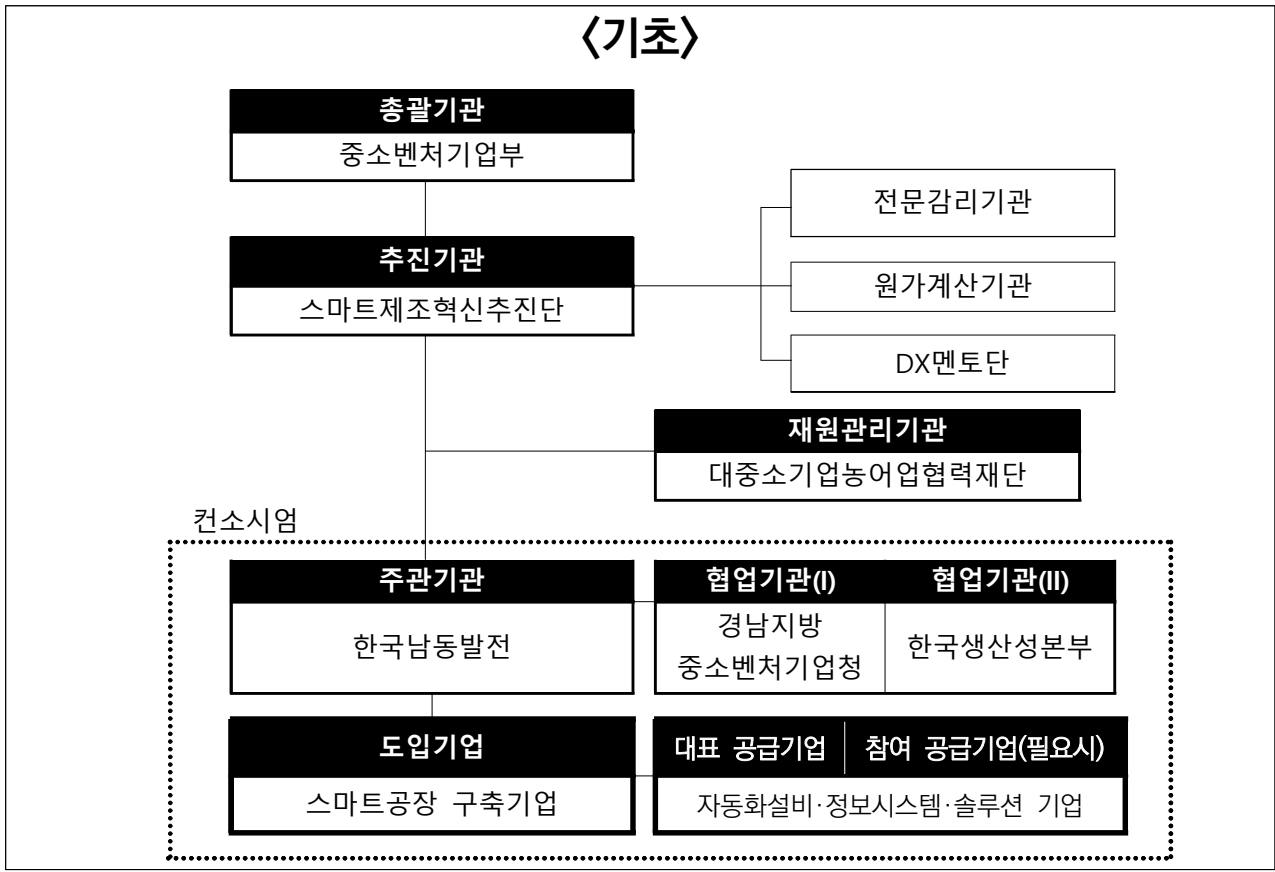 〈기초〉
총괄기관
중소벤처기업부
전문감리기관
추진기관
스마트제조혁신추진단
원가계산기관
DX멘토단
재원관리기관
대중소기업농어업협력재단
컨소시엄
주관기관
한국남동발전
협업기관(I)
협업기관(II)
경남지방
중소벤처기업청
한국생산성본부
도입기업
스마트공장 구축기업
대표 공급기업
참여 공급기업(필요시)
자동화설비·정보시스템·솔루션 기업